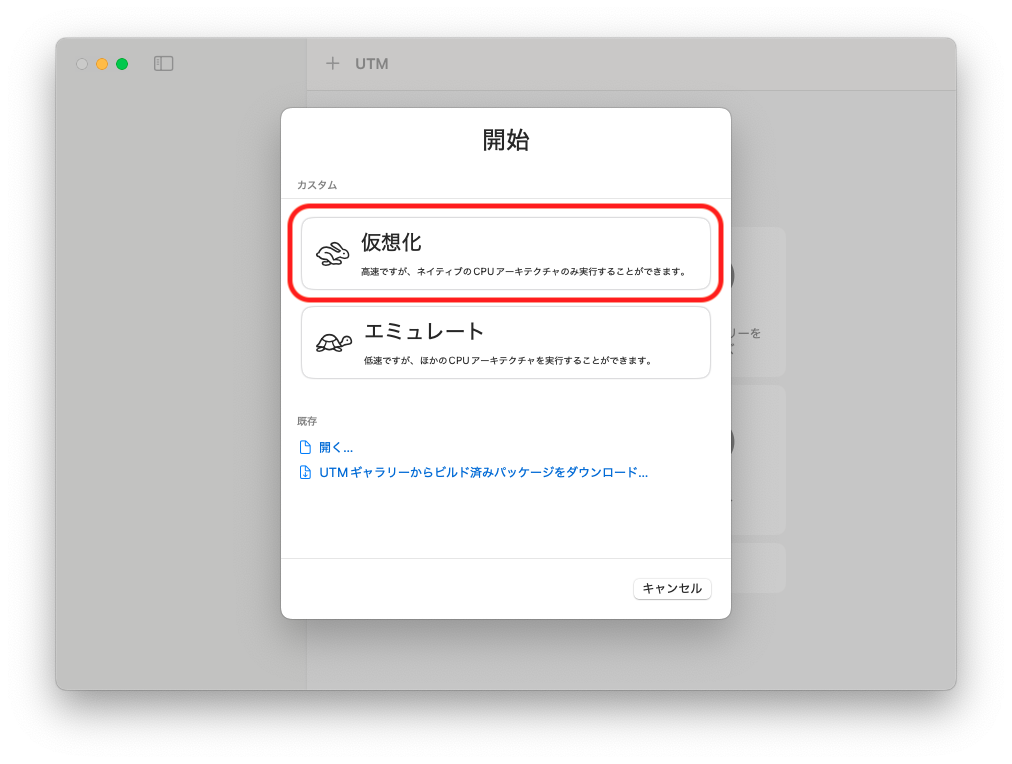 UTM
開始
カスタム
仮想化
高速ですが、ネイティブのCPUアーキテクチャのみ実行することができます。
エミュレート
低速ですが、ほかのCPUアーキテクチャを実行することができます。
リーを
既存
開く...
UTMギャラリーからビルド済みパッケージをダウンロード...
キャンセル